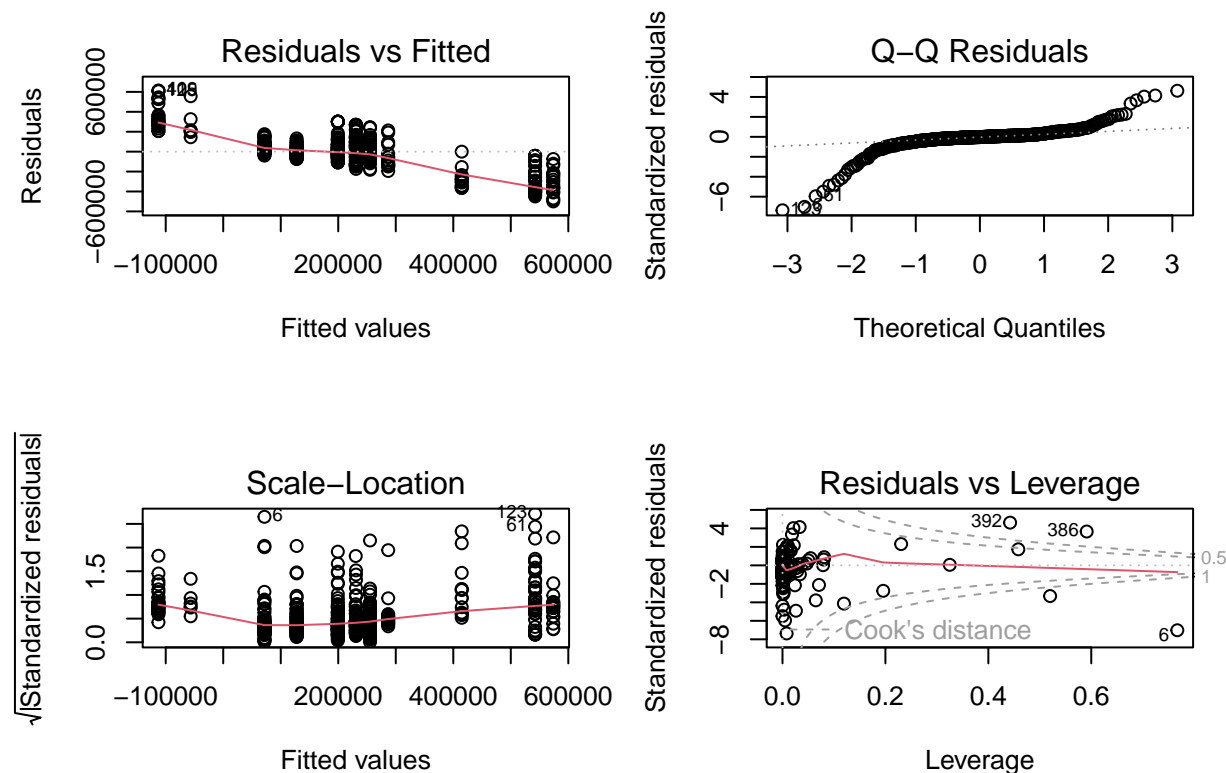 Residuals vs Fitted
Residuals
600000
−600000
−100000 200000 400000 600000
Fitted values
Q−Q Residuals
Standardized residuals
4
0
−6
61
−3 −2 −1 0 1 2 3
Theoretical Quantiles
Scale−Location
√|Standardized residuals|
1.5
0.0
6
123
61
−100000 200000 400000 600000
Fitted values
Residuals vs Leverage
Standardized residuals
4
−2
−8
392
386
6
Cook's distance
0.5
1
0.0 0.2 0.4 0.6
Leverage